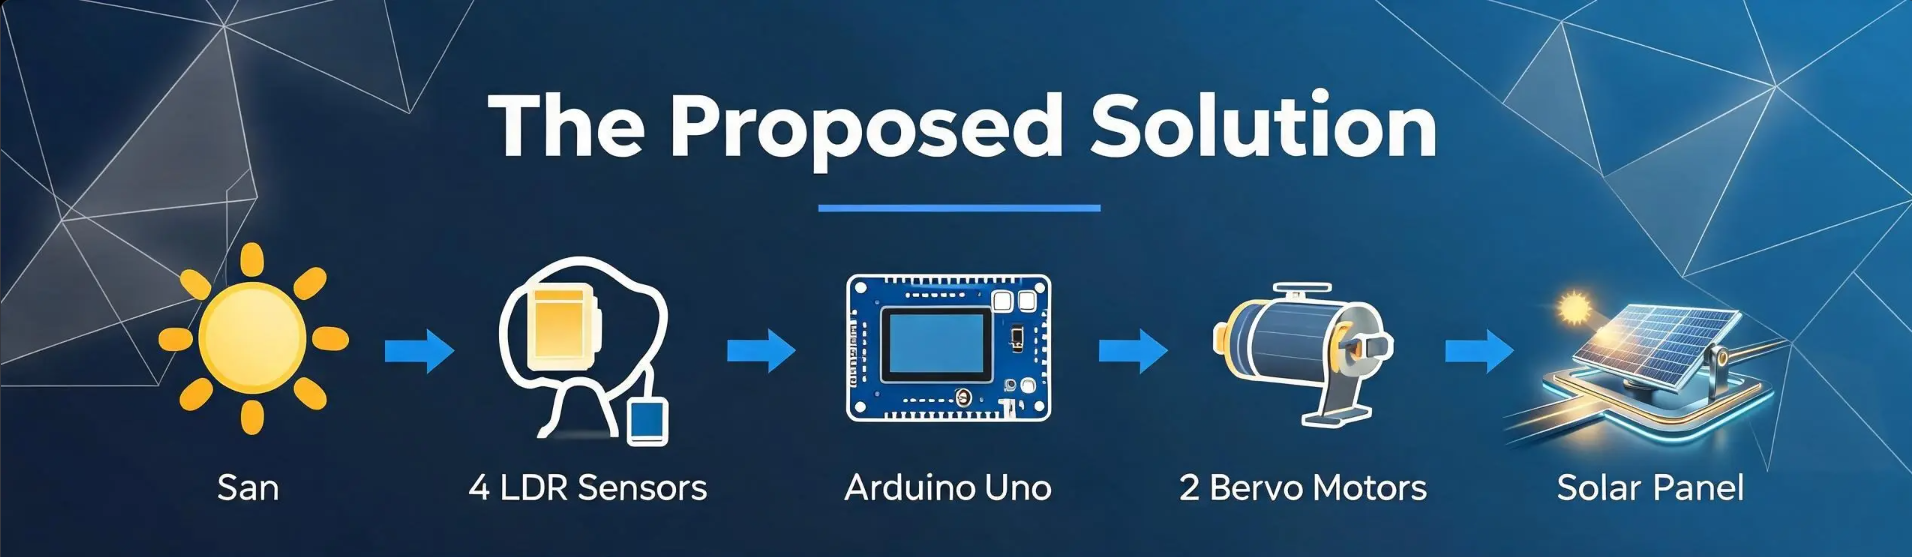 The Proposed Solution
San
4 LDR Sensors
Arduino Uno
2 Bervo Motors
Solar Panel